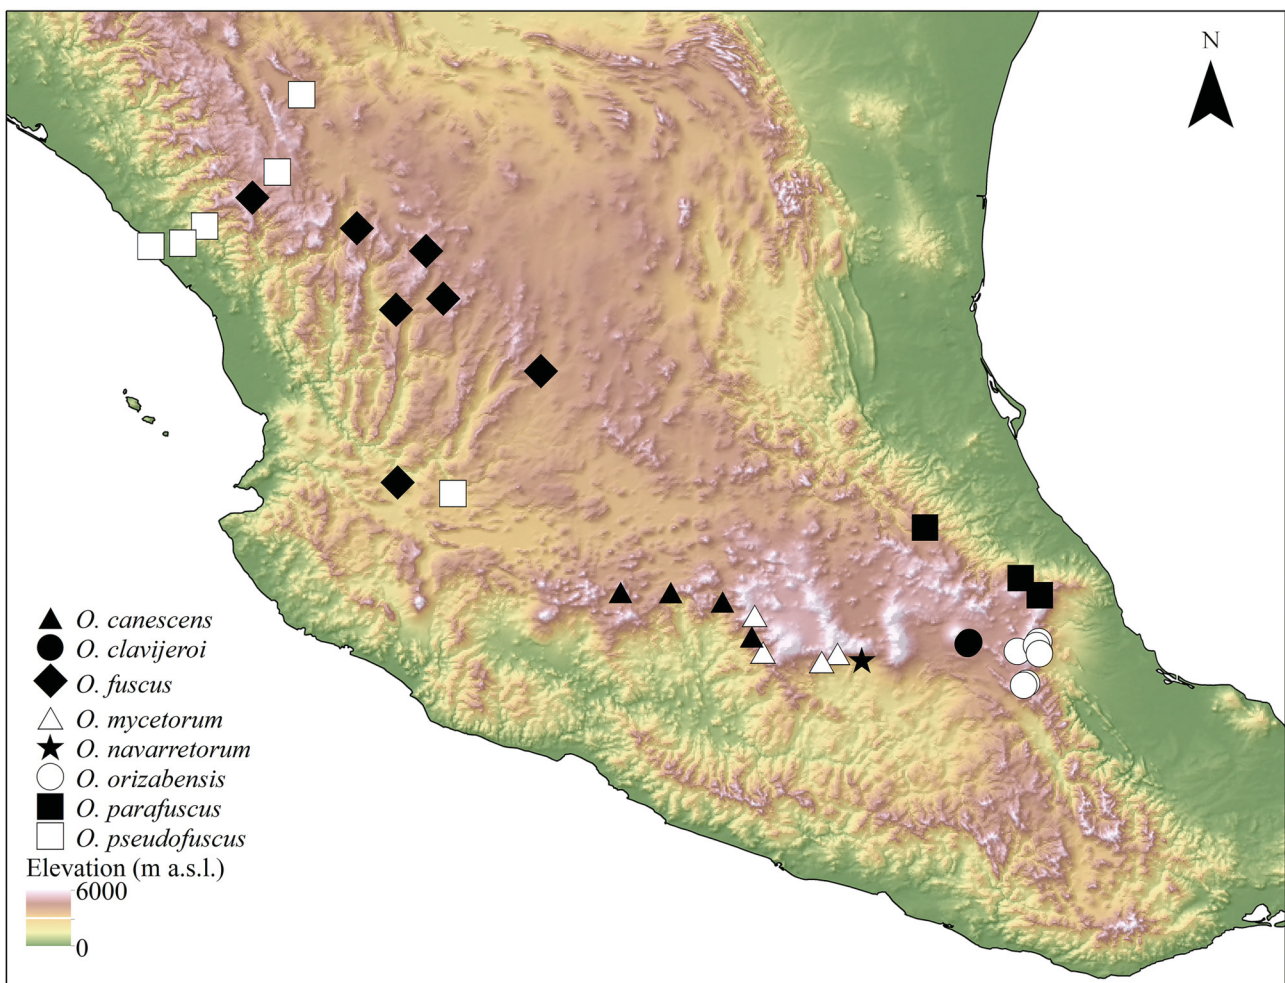 N
O. canescens
O. clavijeroi
O. fuscus
O. mycetorum
O. navarretorum
O. orizabensis
O. parafuscus
O. pseudofuscus
Elevation (m a.s.l.)
6000
0